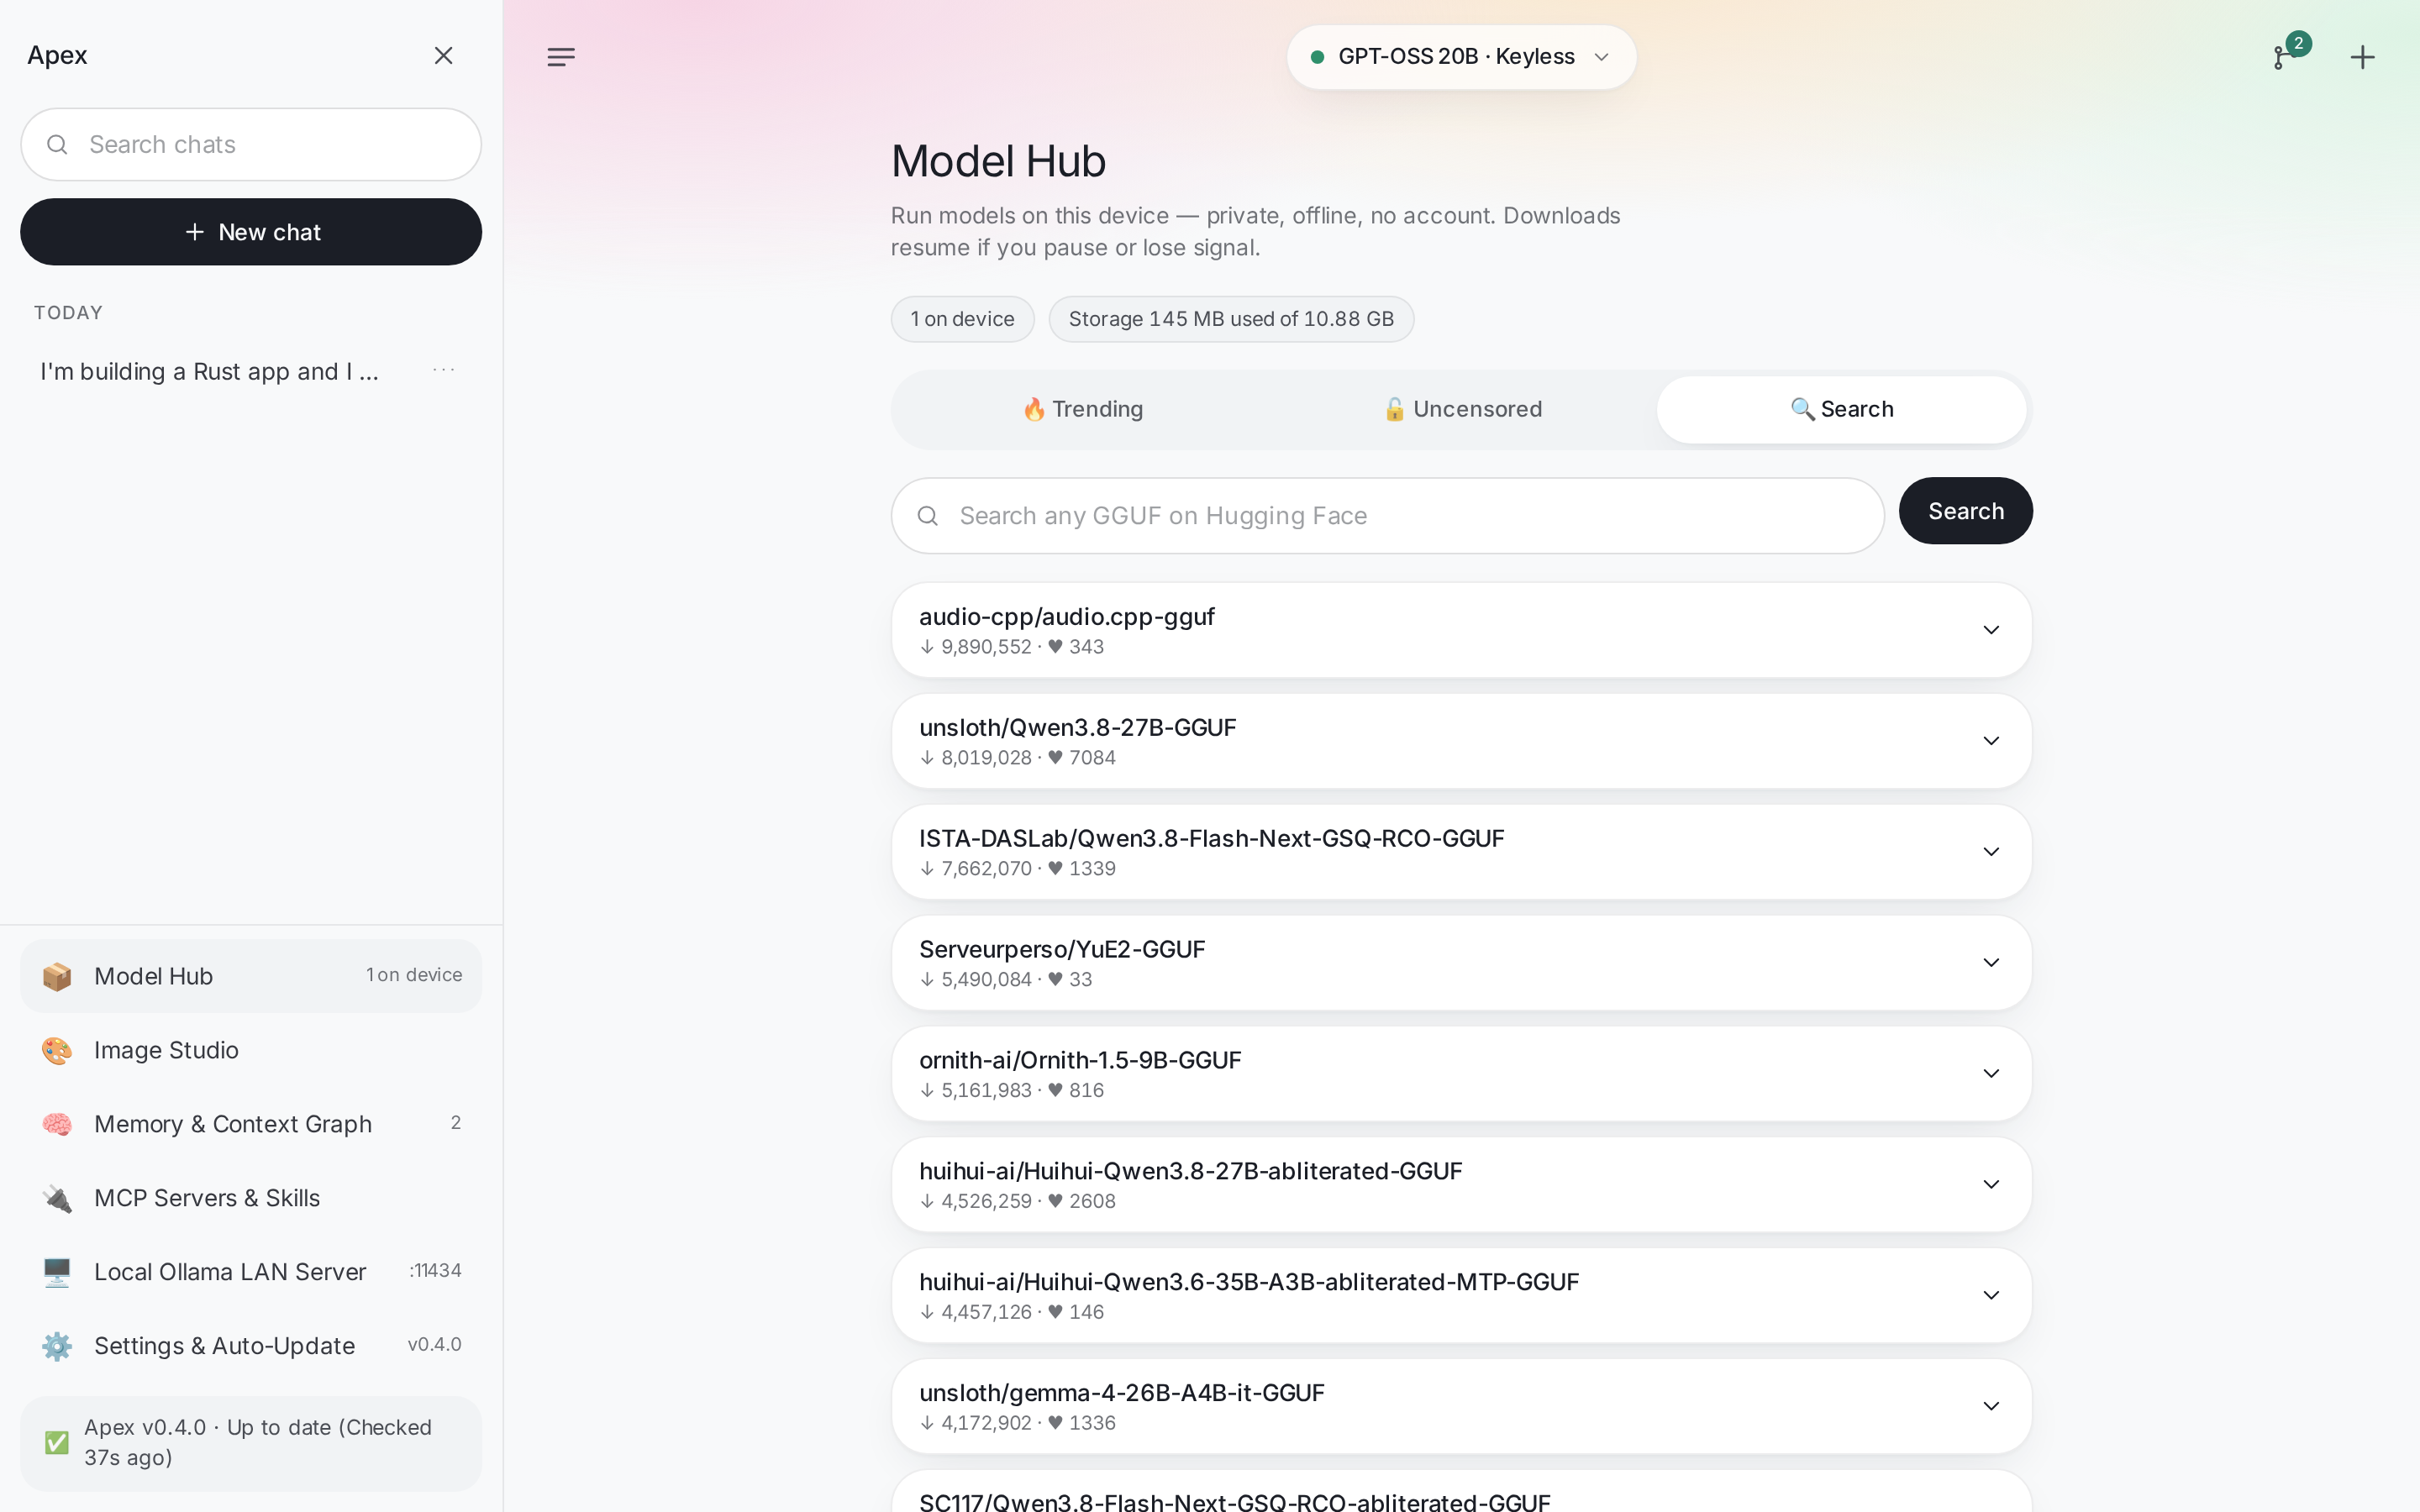 Apex
Search chats
+ New chat
TODAY
I'm building a Rust app and I ...
Model Hub 1 on device
Image Studio
Memory & Context Graph 2
MCP Servers & Skills
Local Ollama LAN Server :11434
Settings & Auto-Update v0.4.0
Apex v0.4.0 · Up to date (Checked
37s ago)
GPT-OSS 20B · Keyless
2
Model Hub
Run models on this device — private, offline, no account. Downloads
resume if you pause or lose signal.
1 on device
Storage 145 MB used of 10.88 GB
🔥 Trending
🔓 Uncensored
🔍 Search
Search any GGUF on Hugging Face
Search
audio-cpp/audio.cpp-gguf
↓ 9,890,552 · ♥ 343
unsloth/Qwen3.8-27B-GGUF
↓ 8,019,028 · ♥ 7084
ISTA-DASLab/Qwen3.8-Flash-Next-GSQ-RCO-GGUF
↓ 7,662,070 · ♥ 1339
Serveurperso/YuE2-GGUF
↓ 5,490,084 · ♥ 33
ornith-ai/Ornith-1.5-9B-GGUF
↓ 5,161,983 · ♥ 816
huihui-ai/Huihui-Qwen3.8-27B-abliterated-GGUF
↓ 4,526,259 · ♥ 2608
huihui-ai/Huihui-Qwen3.6-35B-A3B-abliterated-MTP-GGUF
↓ 4,457,126 · ♥ 146
unsloth/gemma-4-26B-A4B-it-GGUF
↓ 4,172,902 · ♥ 1336
SC117/Qwen3.8-Flash-Next-GSQ-RCO-abliterated-GGUF